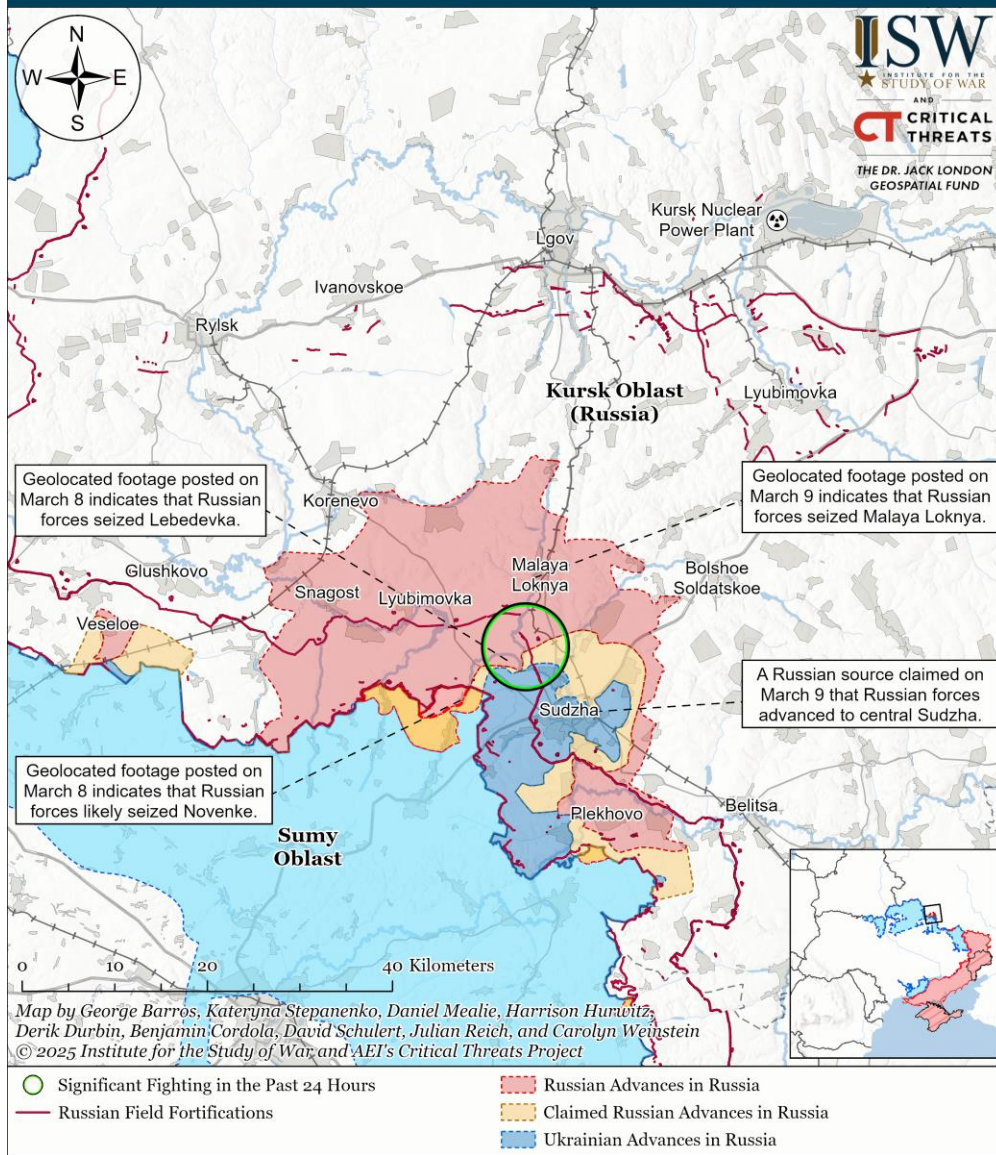 N
W E
S
ISW
INSTITUTE FOR THE
STUDY OF WAR
AND
CT CRITICAL
THREATS
THE DR. JACK LONDON
GEOSPATIAL FUND
Kursk Nuclear
Power Plant
Lgov
Ivanovskoe
Rylsk
Kursk Oblast
(Russia)
Lyubimovka
Geolocated footage posted on
March 8 indicates that Russian
forces seized Lebedevka.
Geolocated footage posted on
March 9 indicates that Russian
forces seized Malaya Loknya.
Korenevo
Glushkovo
Snagost
Lyubimovka
Malaya
Loknya
Bolshoe
Soldatskoe
Veseloe
A Russian source claimed on
March 9 that Russian forces
advanced to central Sudzha.
Sudzha
Geolocated footage posted on
March 8 indicates that Russian
forces likely seized Novenke.
Plekhovo
Belitsa
Sumy
Oblast
0 10 20 40 Kilometers
Map by George Barros, Kateryna Stepanenko, Daniel Mealie, Harrison Hurwitz,
Derik Durbin, Benjamin Cordola, David Schulert, Julian Reich, and Carolyn Weinstein
© 2025 Institute for the Study of War and AEI's Critical Threats Project
Significant Fighting in the Past 24 Hours
Russian Field Fortifications
Russian Advances in Russia
Claimed Russian Advances in Russia
Ukrainian Advances in Russia